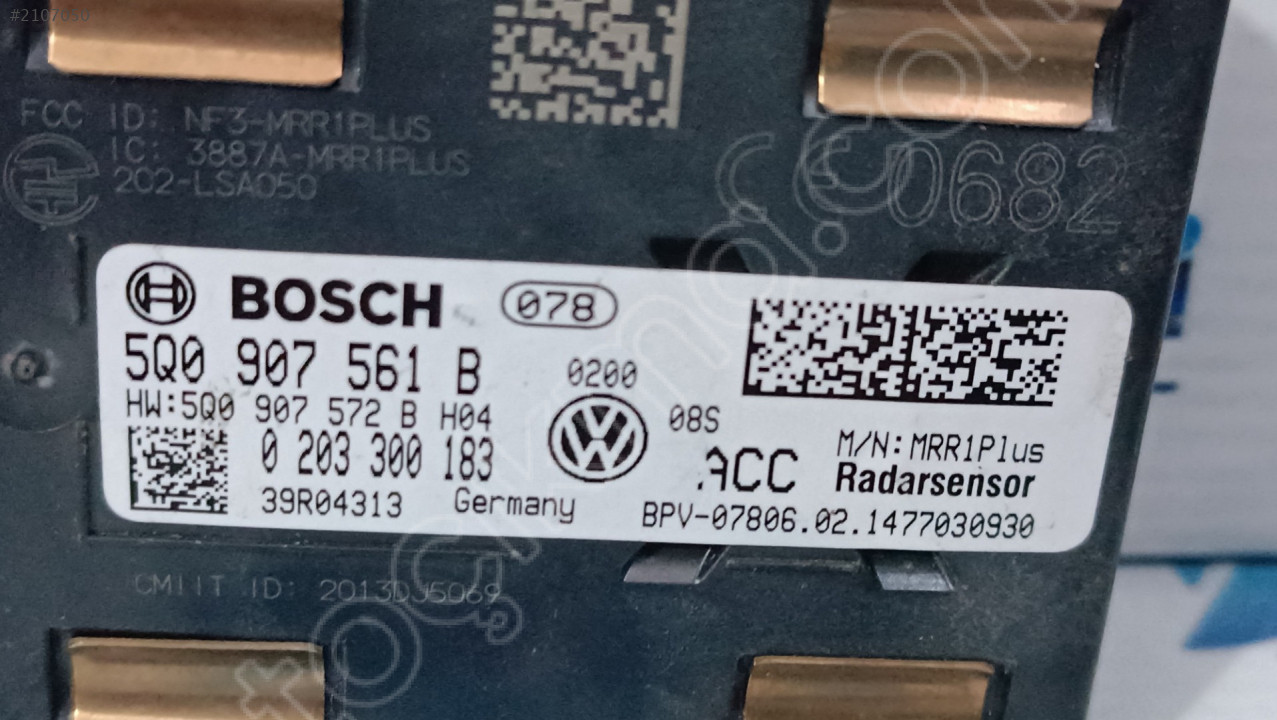 FCC ID: NF3-MRR1PLUS
IC: 3887A-MRR1PLUS
202-LSA050
0682
BOSCH 078
5Q0 907 561 B 0200
HW:5Q0 907 572 B H04 08S
0 203 300 183 ACC M/N:MRR1Plus
Radarsensor
39R04313 Germany BPV-07806.02.1477030930
CMIIT ID: 2013DJ5069